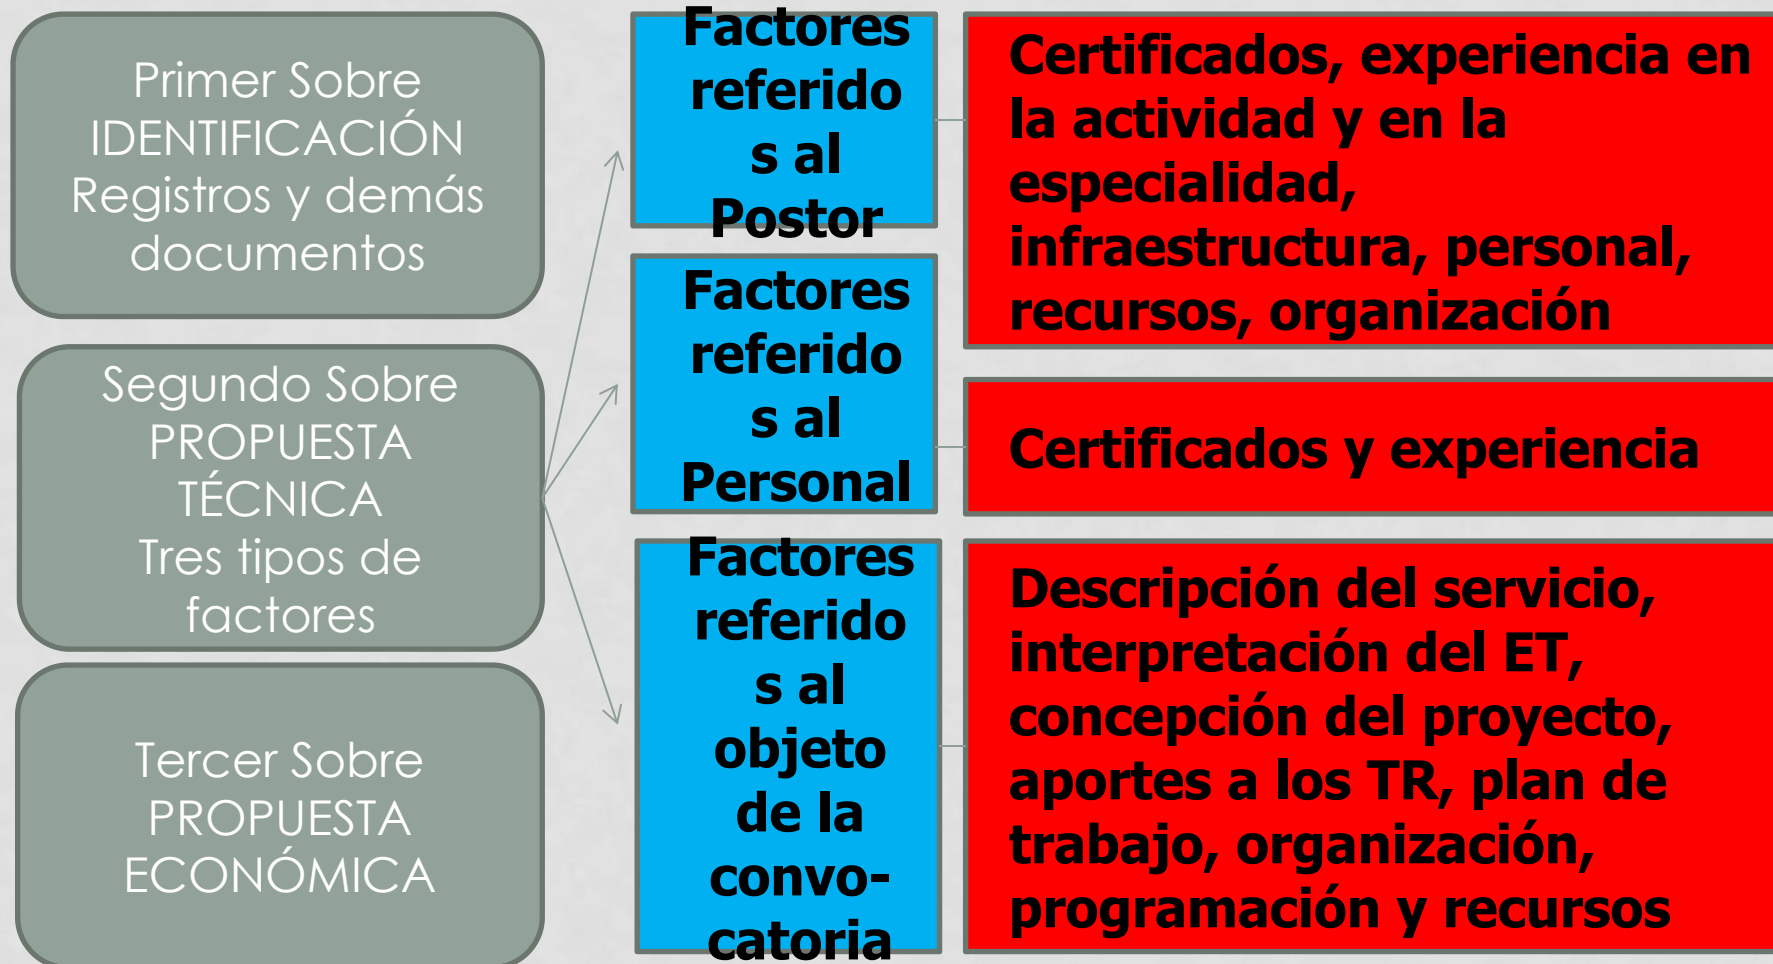 Primer Sobre
IDENTIFICACIÓN
Registros y demás
documentos
Segundo Sobre
PROPUESTA
TÉCNICA
Tres tipos de
factores
Tercer Sobre
PROPUESTA
ECONÓMICA
Factores
referido
s al
Postor
Certificados, experiencia en
la actividad y en la
especialidad,
infraestructura, personal,
recursos, organización
Factores
referido
s al
Personal
Certificados y experiencia
Factores
referido
s al
objeto
de la
convo-
catoria
Descripción del servicio,
interpretación del ET,
concepción del proyecto,
aportes a los TR, plan de
trabajo, organización,
programación y recursos